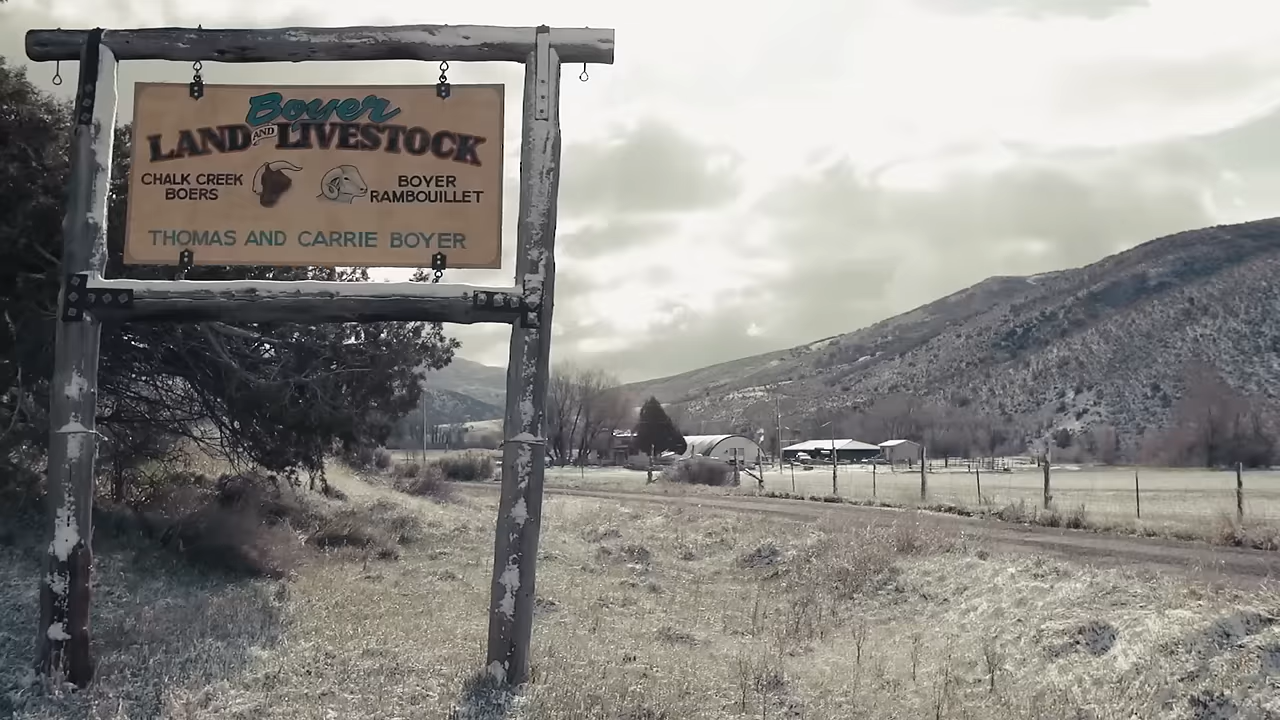 Boyer
LAND AND LIVESTOCK
CHALK CREEK
BOERS
BOYER
RAMBOUILLET
THOMAS AND CARRIE BOYER